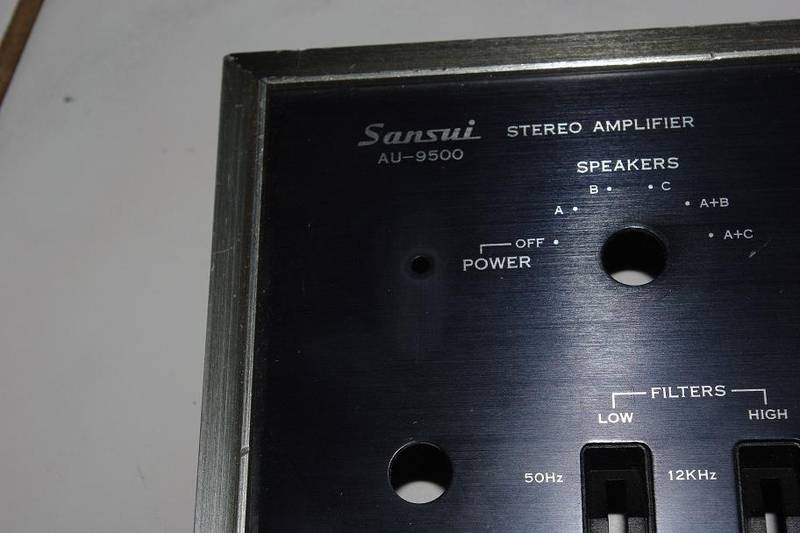 Sansui STEREO AMPLIFIER
AU-9500
SPEAKERS
B C
A A+B
OFF A+C
POWER
FILTERS
LOW HIGH
50Hz 12KHz